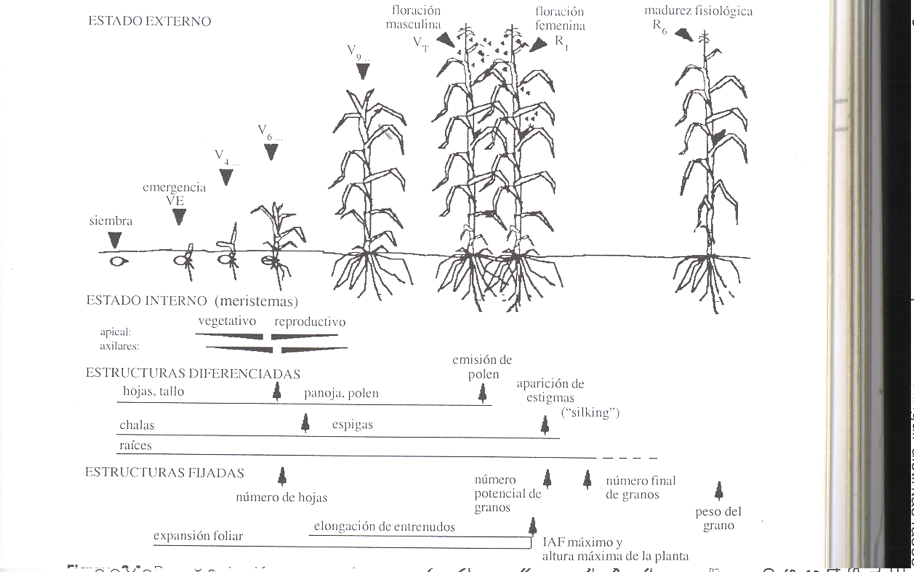 ESTADO EXTERNO
floración
masculina
V_T
floración
femenina
R_1
madurez fisiológica
R_6
V_9 ...
V_6 ...
V_4 ...
emergencia
VE
siembra
ESTADO INTERNO (meristemas)
vegetativo
reproductivo
apical:
axilares:
ESTRUCTURAS DIFERENCIADAS
emisión de
polen
hojas, tallo
panoja, polen
aparición de
estigmas
("silking")
chalas
espigas
raíces
ESTRUCTURAS FIJADAS
número de hojas
número
potencial de
granos
número final
de granos
peso del
grano
expansión foliar
elongación de entrenudos
IAF máximo y
altura máxima de la planta